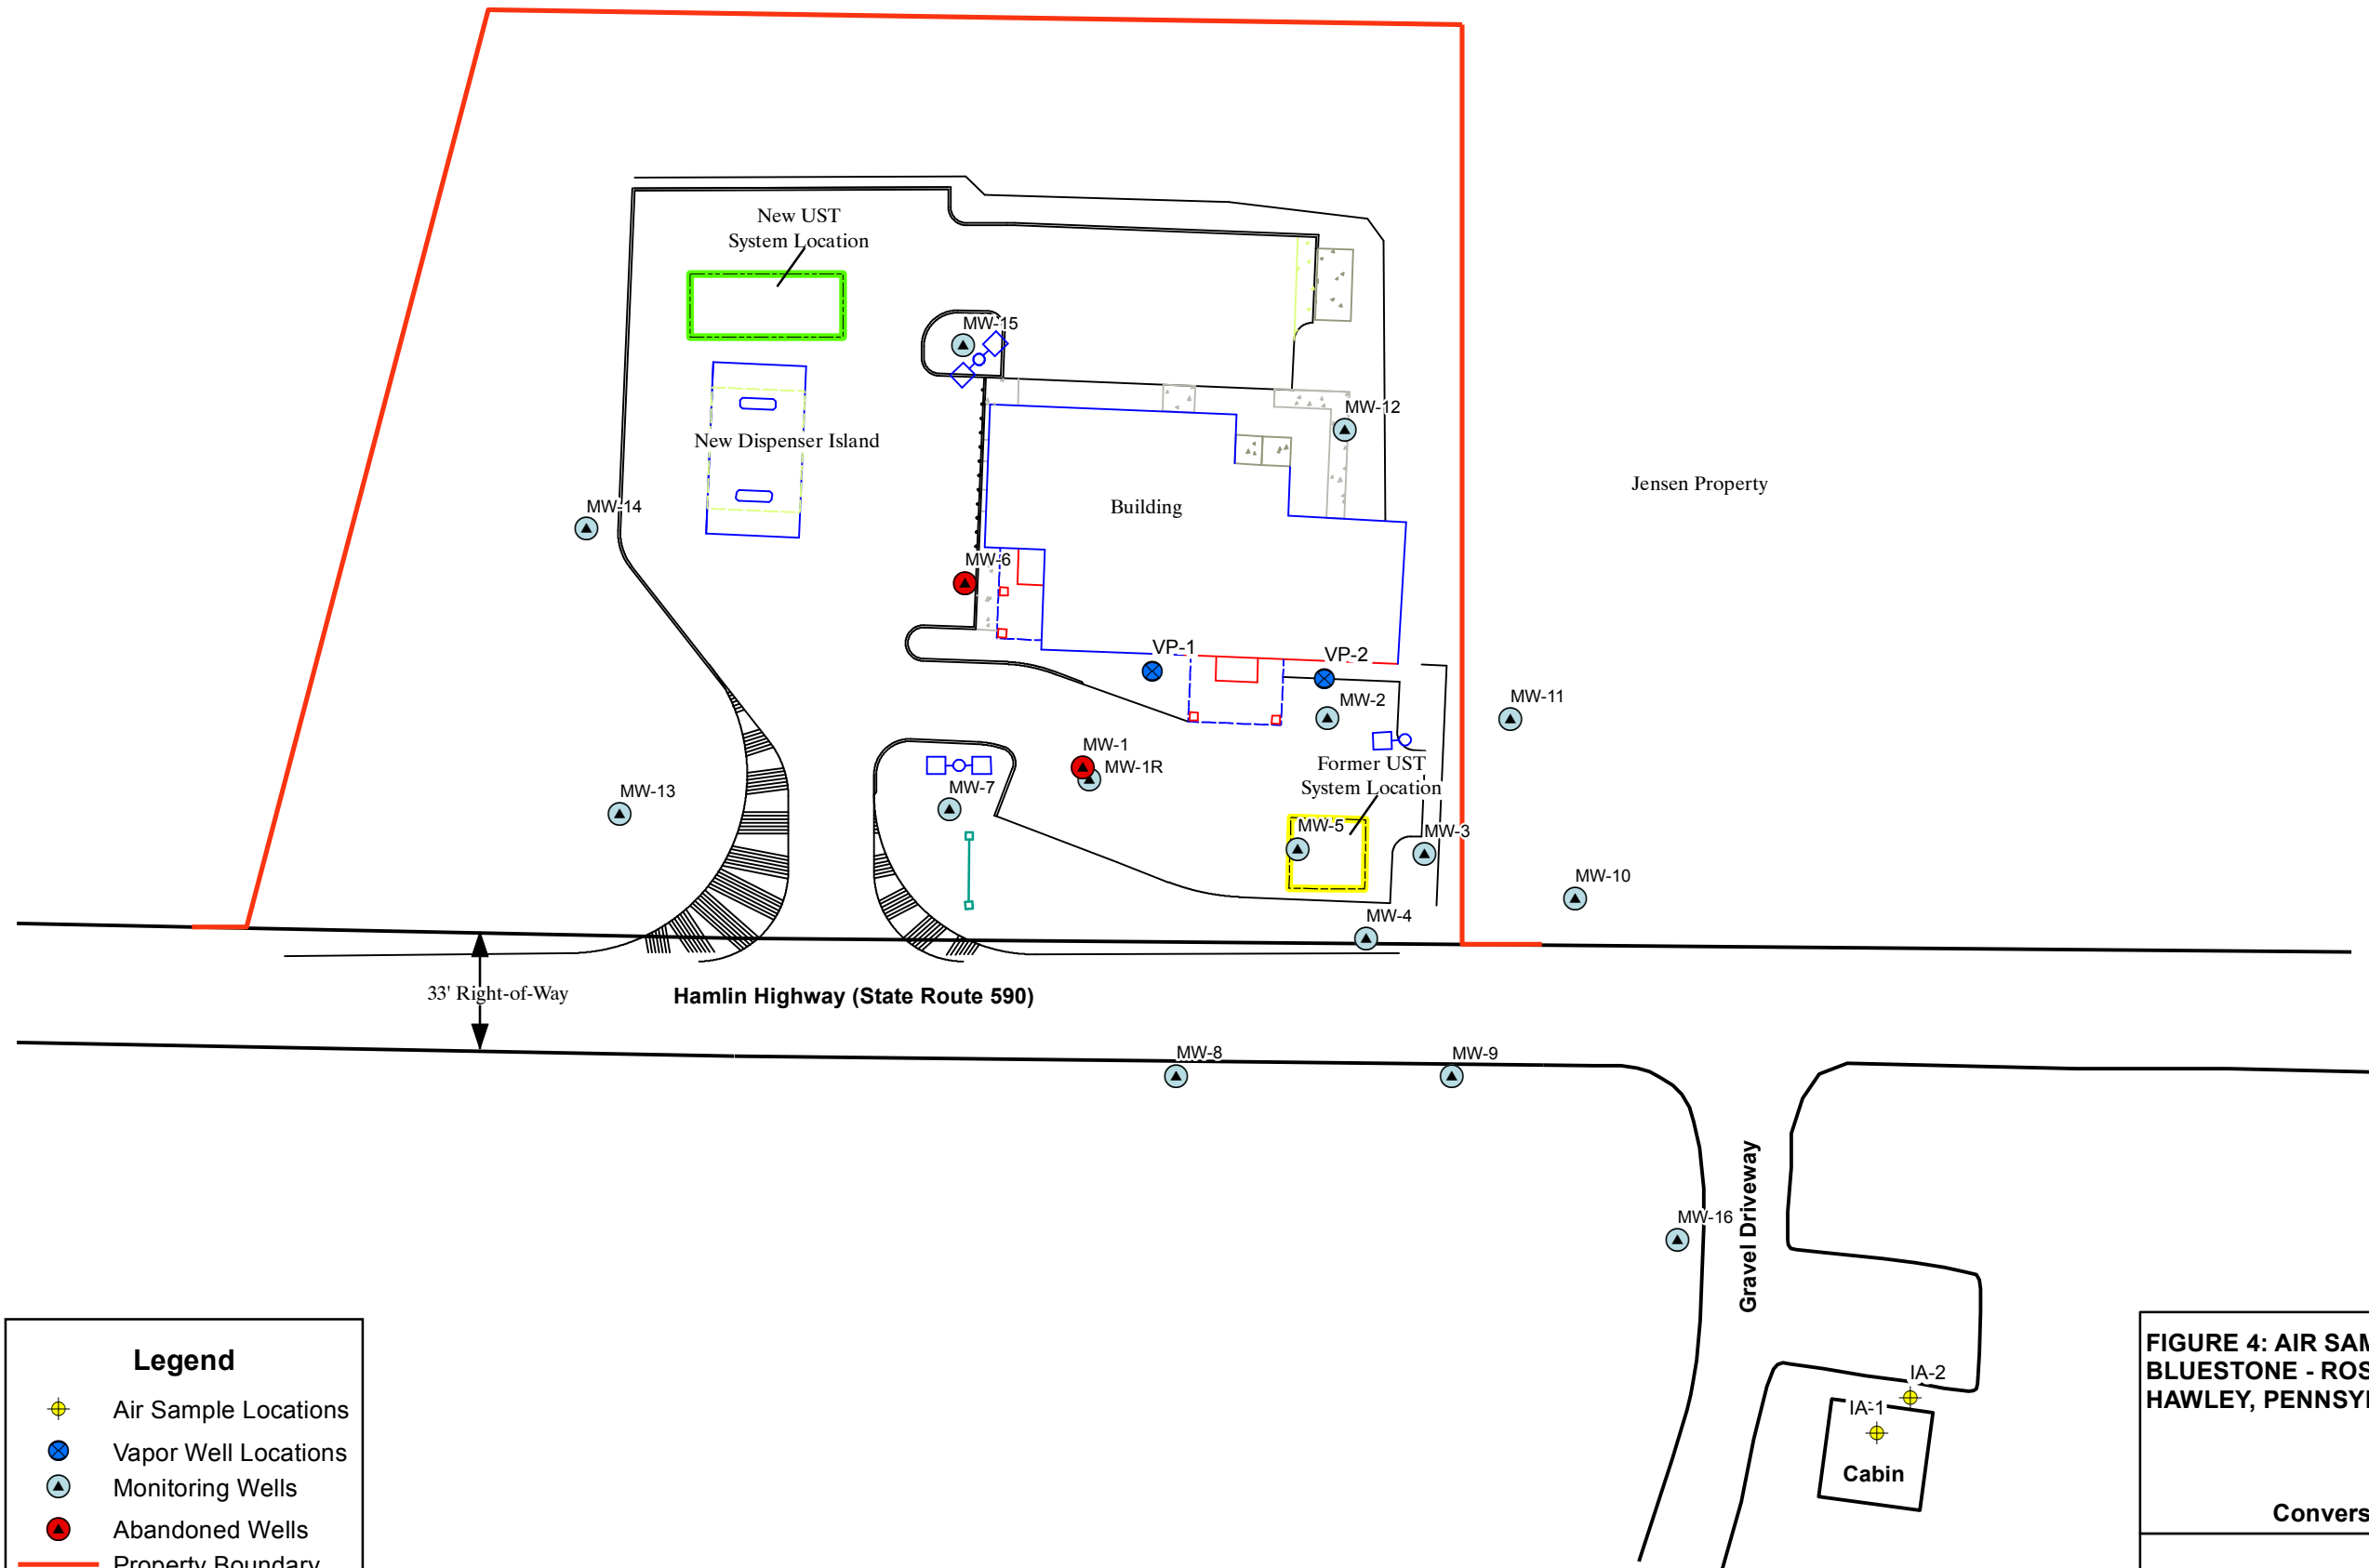 New UST
System Location
MW-15
MW-12
New Dispenser Island
Jensen Property
Building
MW-14
MW-6
VP-1
VP-2
MW-2
MW-11
MW-1
MW-1R
Former UST
System Location
MW-13
MW-7
MW-5
MW-3
MW-10
MW-4
33' Right-of-Way
Hamlin Highway (State Route 590)
MW-8
MW-9
Gravel Driveway
MW-16
IA-2
IA-1
Cabin
Legend
Air Sample Locations
Vapor Well Locations
Monitoring Wells
Abandoned Wells
Property Boundary
FIGURE 4: AIR SAM
BLUESTONE - ROS
HAWLEY, PENNSY
Convers